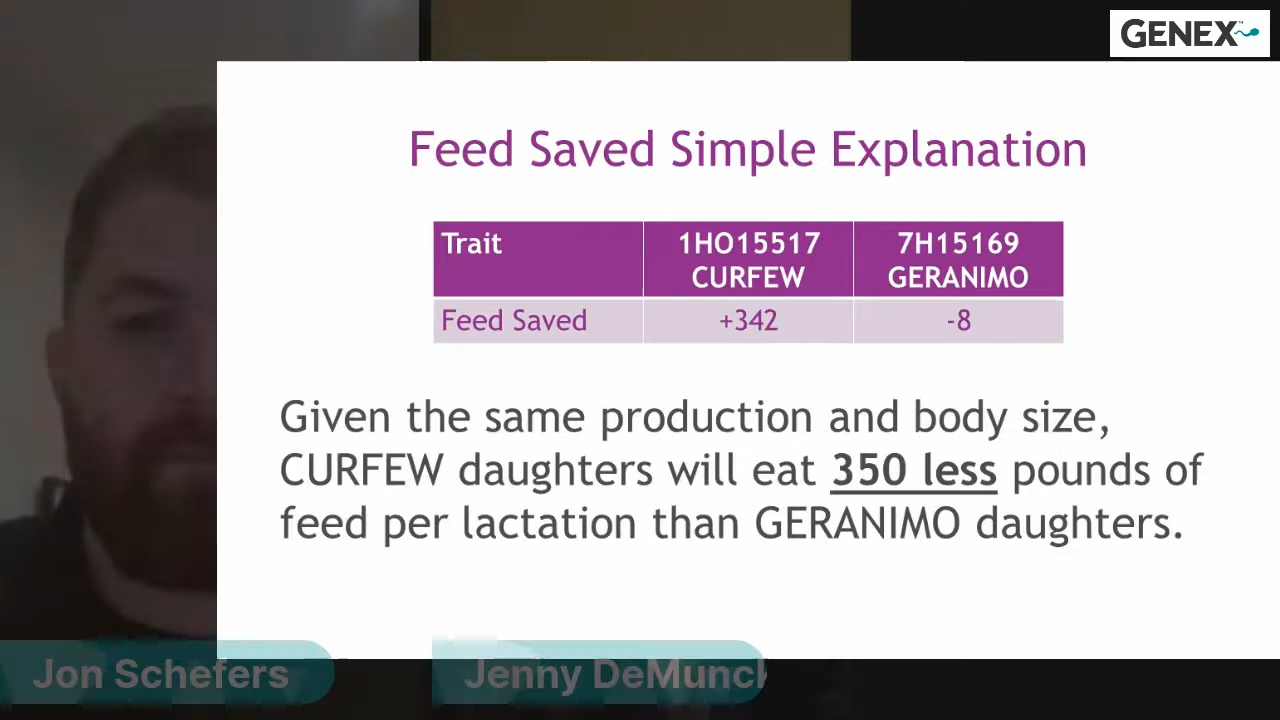 GENEX™
Feed Saved Simple Explanation
Trait 1HO15517 CURFEW 7H15169 GERANIMO
Feed Saved +342 -8
Given the same production and body size,
CURFEW daughters will eat 350 less pounds of
feed per lactation than GERANIMO daughters.
Jon Schefers
Jenny DeMunck